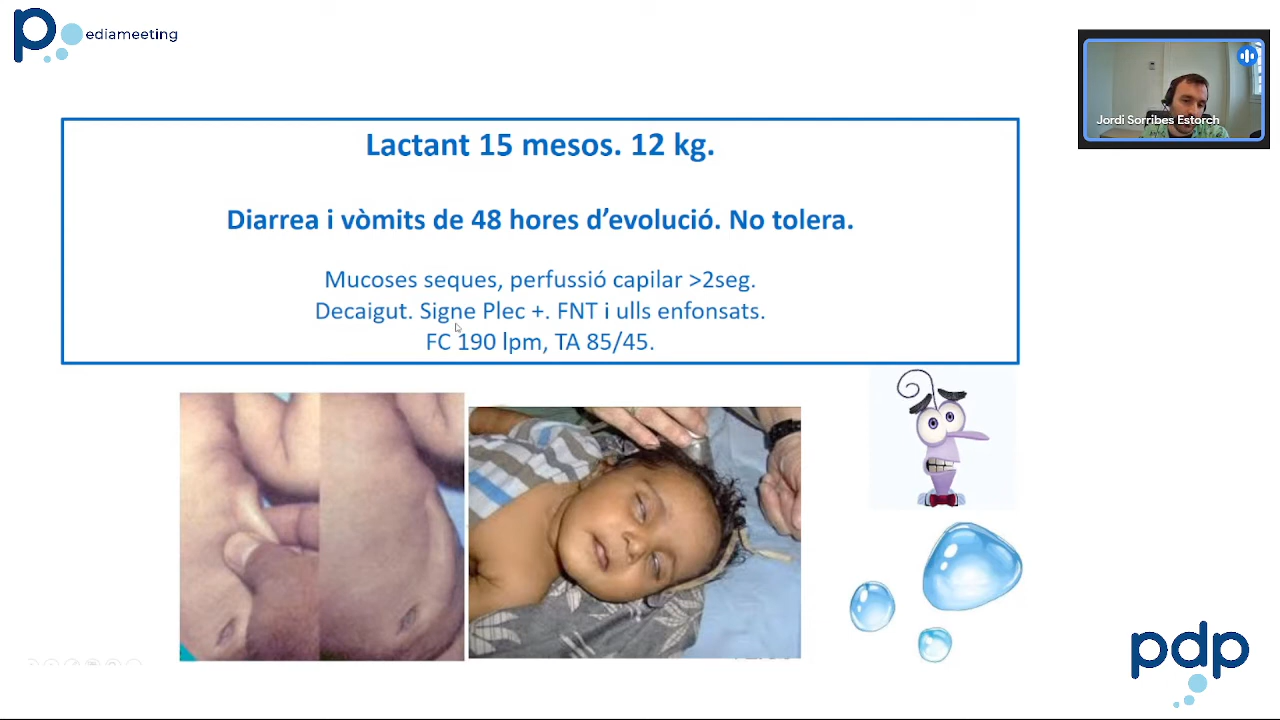 pediameeting
Jordi Sorribes Estorch
Lactant 15 mesos. 12 kg.
Diarrea i vòmits de 48 hores d’evolució. No tolera.
Mucoses seques, perfussió capilar >2seg.
Decaigut. Signe Plec +. FNT i ulls enfonsats.
FC 190 lpm, TA 85/45.
pdp